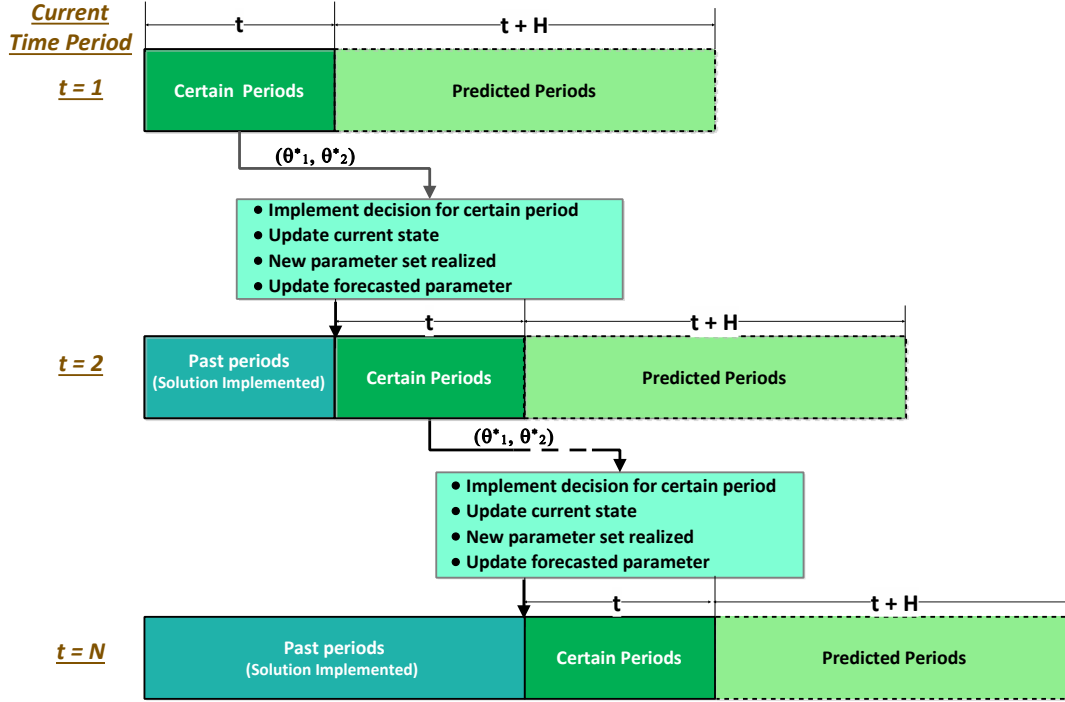 Current
Time Period
t
t + H
t = 1
Certain Periods
Predicted Periods
(θ*1, θ*2)
• Implement decision for certain period
• Update current state
• New parameter set realized
• Update forecasted parameter
t
t + H
t = 2
Past periods
(Solution Implemented)
Certain Periods
Predicted Periods
(θ*1, θ*2)
• Implement decision for certain period
• Update current state
• New parameter set realized
• Update forecasted parameter
t
t + H
t = N
Past periods
(Solution Implemented)
Certain Periods
Predicted Periods